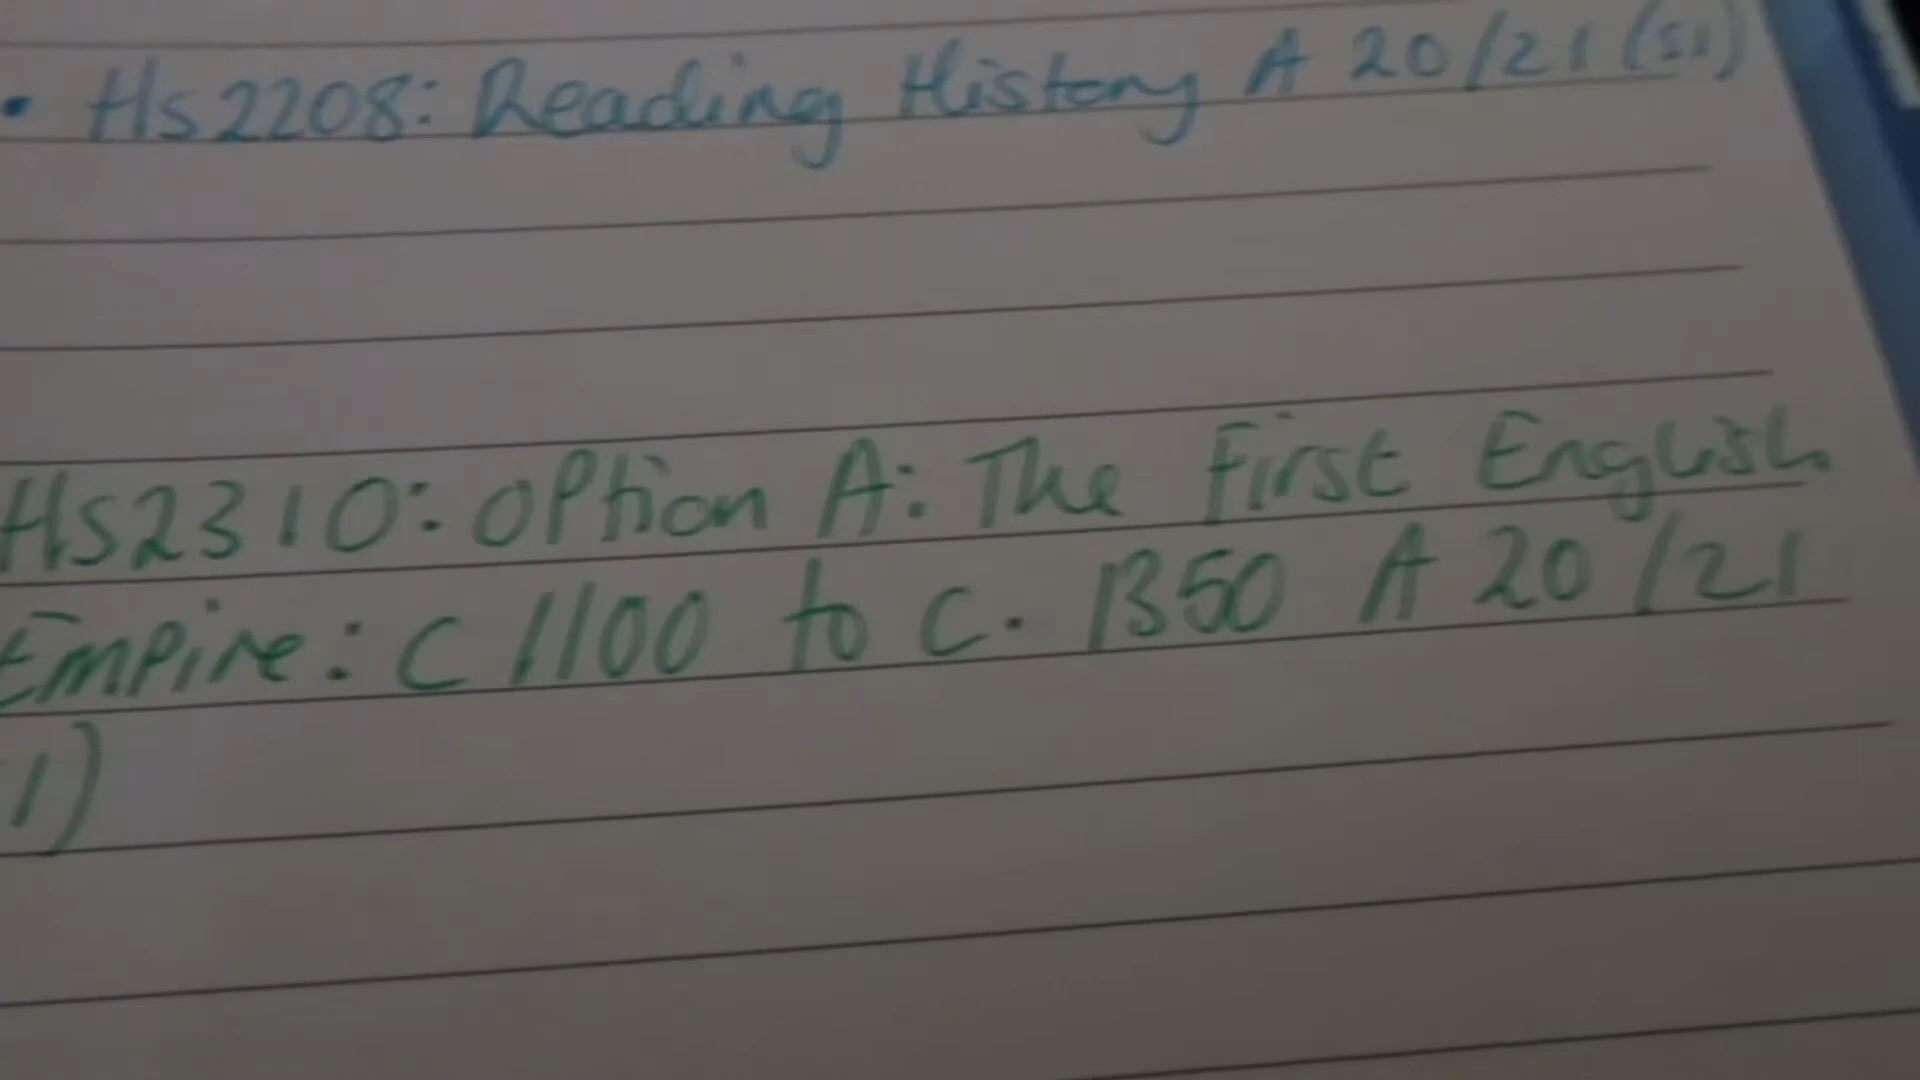 • Hs2208: Reading History A 20/21 (S1)
HS2310: Option A: The First English
Empire: C 1100 to c. 1350 A 20/21
1)